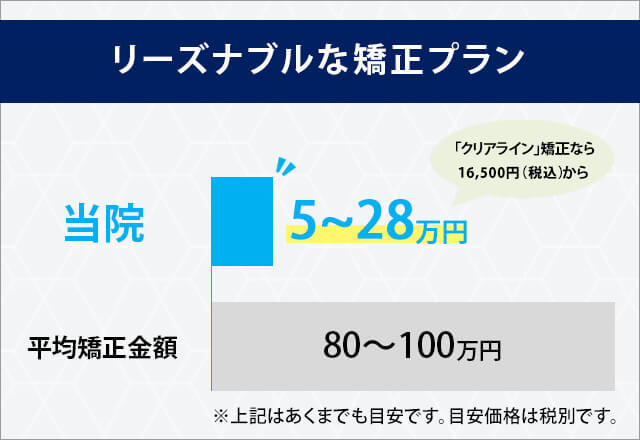 リーズナブルな矯正プラン
「クリアライン」矯正なら
16,500円(税込)から
当院
5~28万円
平均矯正金額
80〜100万円
※上記はあくまでも目安です。目安価格は税別です。